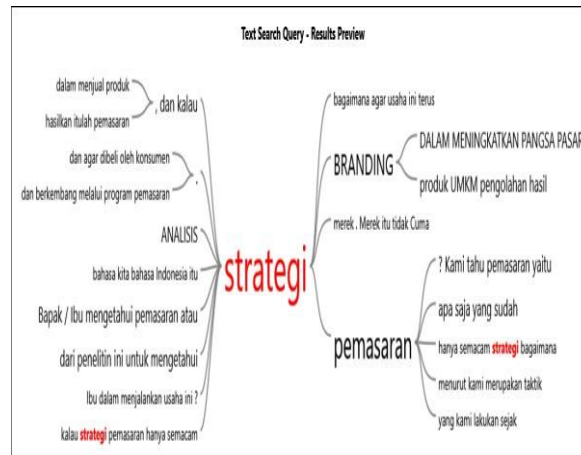 Text Search Query - Results Preview
dalam menjual produk
hasilkan itulah pemasaran
, dan kalau
dan agar dibeli oleh konsumen
dan berkembang melalui program pemasaran
.
ANALISIS
bahasa kita bahasa Indonesia itu
Bapak / Ibu mengetahui pemasaran atau
dari penelitin ini untuk mengetahui
Ibu dalam menjalankan usaha ini ?
kalau strategi pemasaran hanya semacam
strategi
bagaimana agar usaha ini terus
BRANDING
DALAM MENINGKATKAN PANGSA PASAR
produk UMKM pengolahan hasil
merek . Merek itu tidak Cuma
pemasaran
? Kami tahu pemasaran yaitu
apa saja yang sudah
hanya semacam strategi bagaimana
menurut kami merupakan taktik
yang kami lakukan sejak